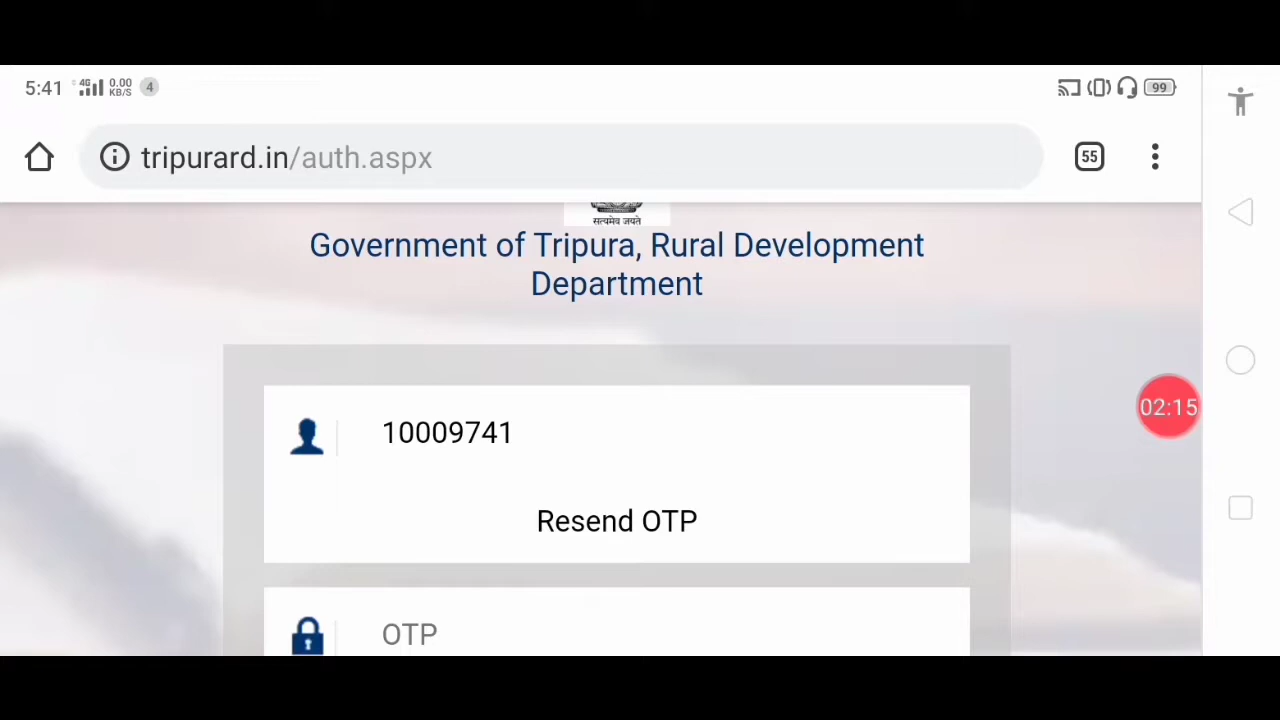 5:41 4G 0.00 KB/S 4 99
tripurard.in/auth.aspx 55
सत्यमेव जयते
Government of Tripura, Rural Development
Department
02:15
10009741
Resend OTP
OTP